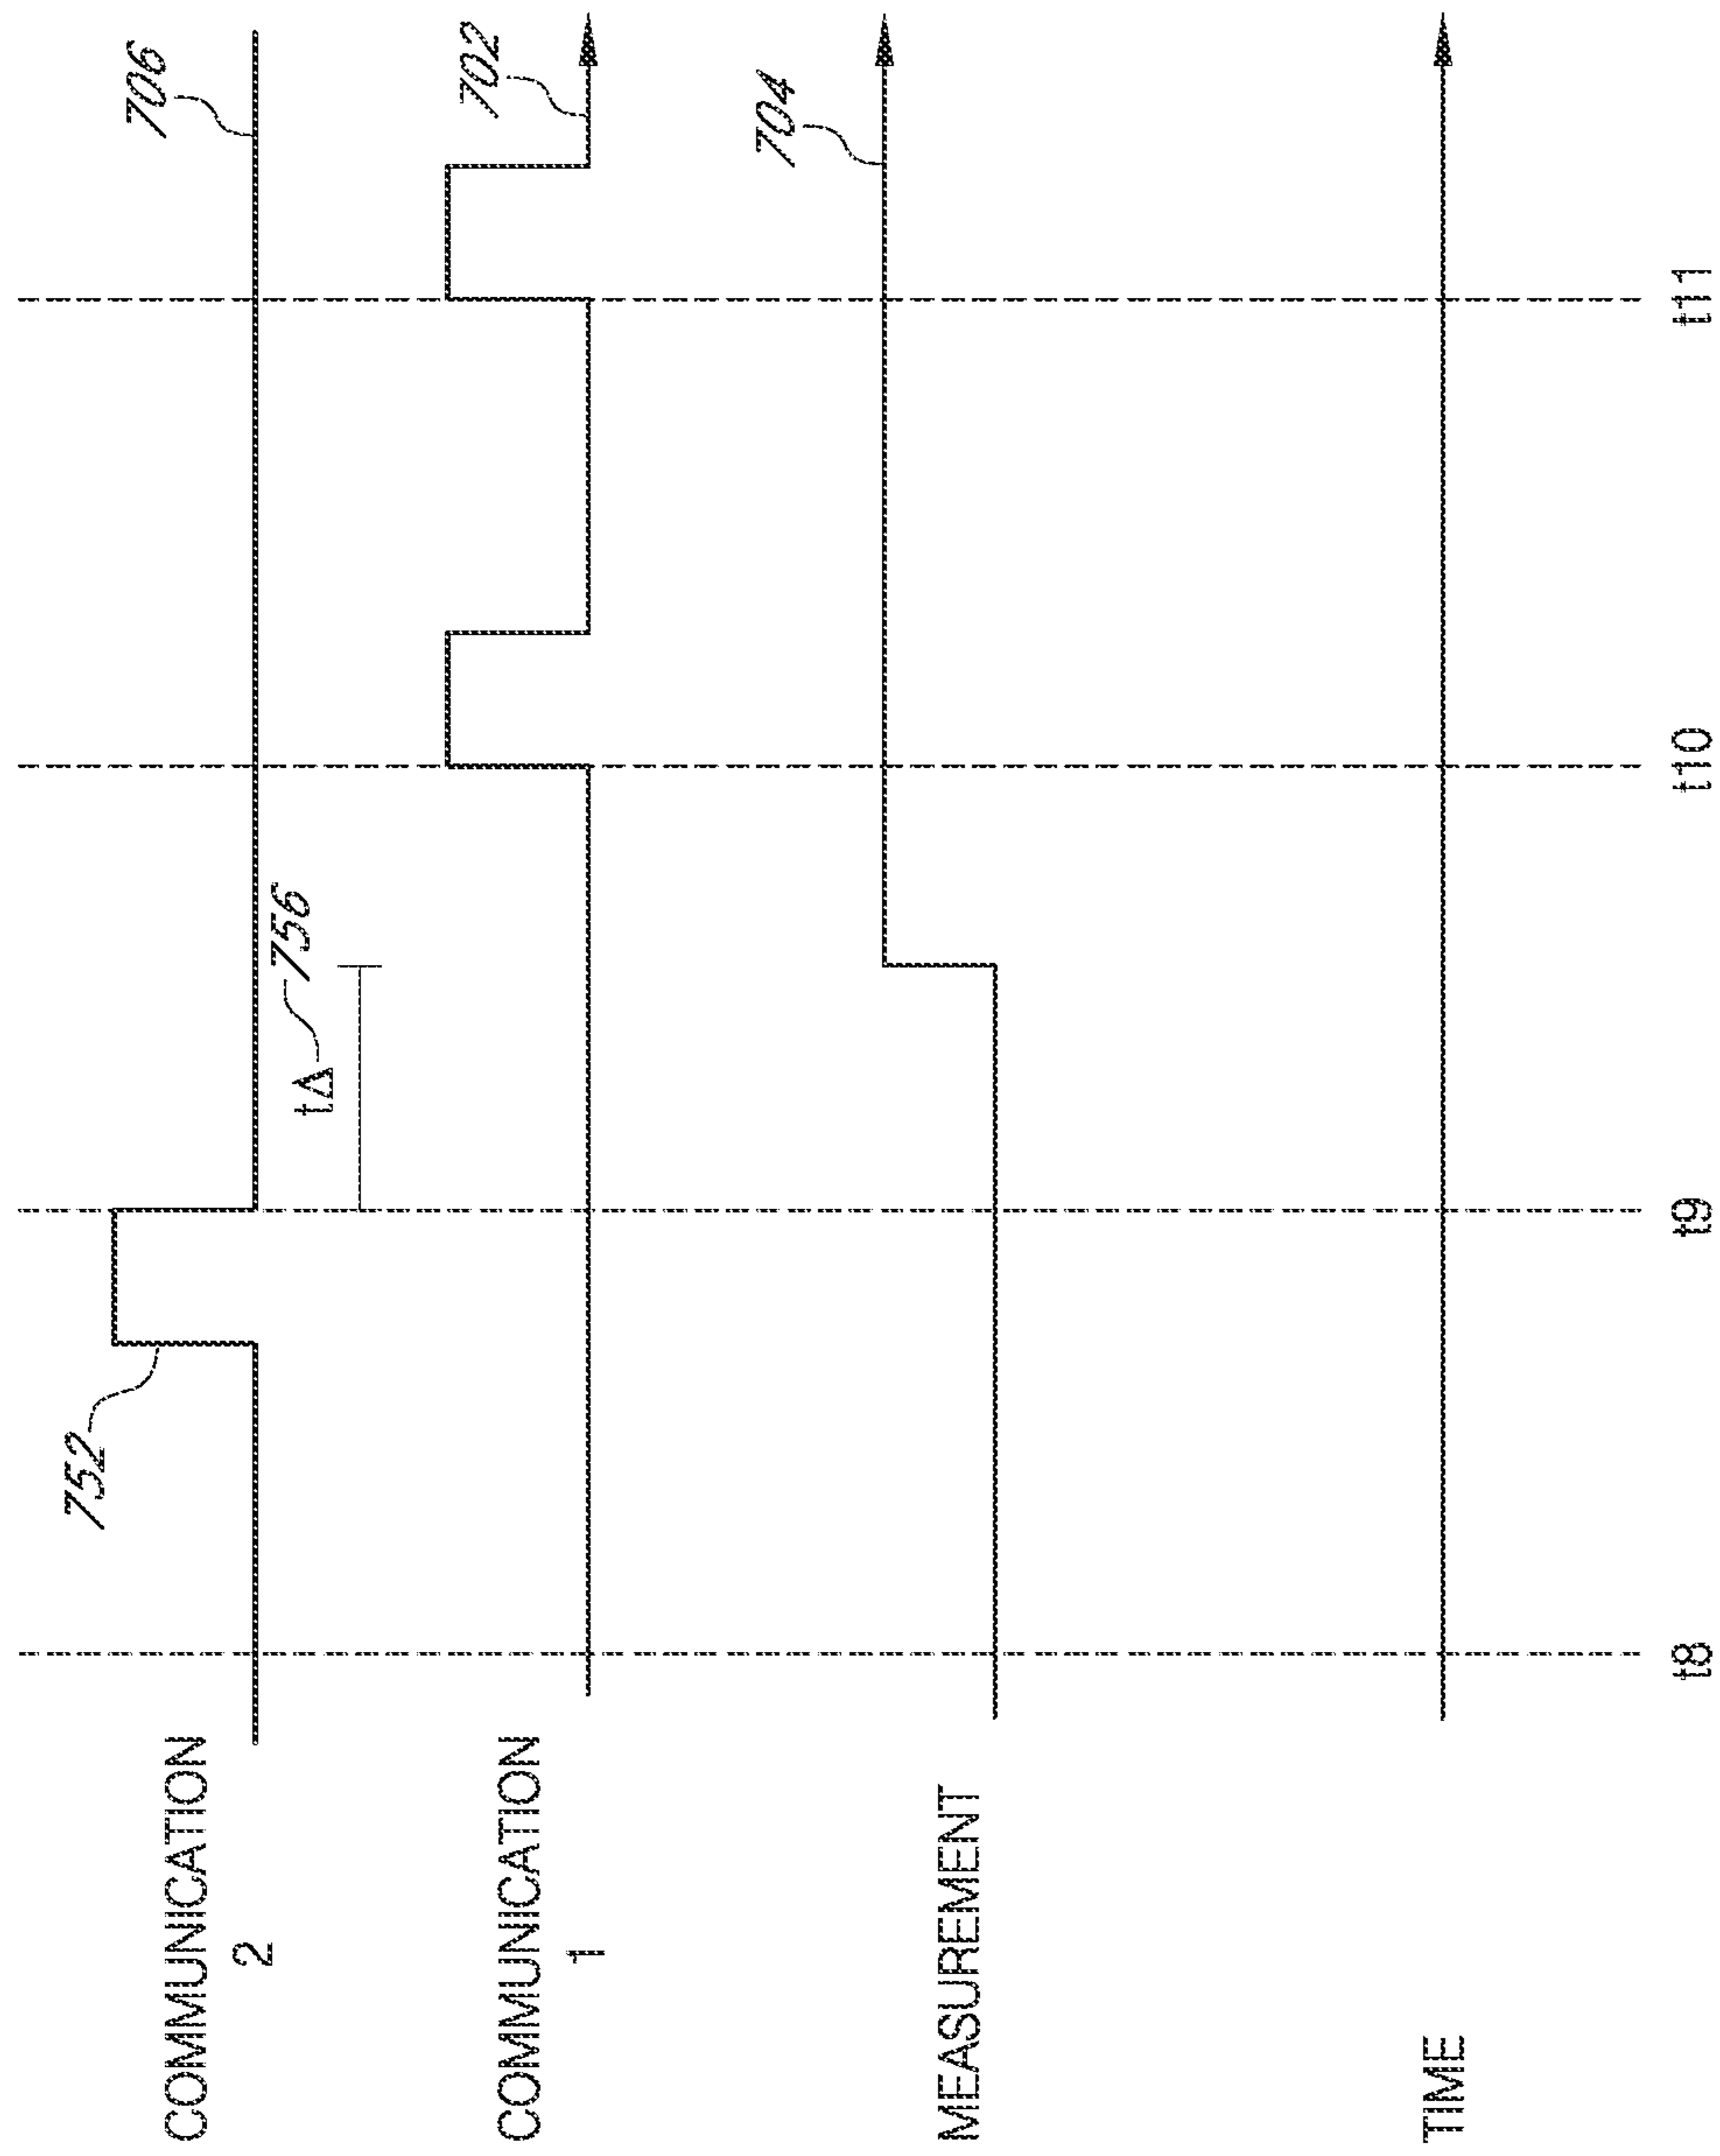 752
706
COMMUNICATION
2
tΔ 756
702
COMMUNICATION
1
704
MEASUREMENT
TIME
t8 t9 t10 t11